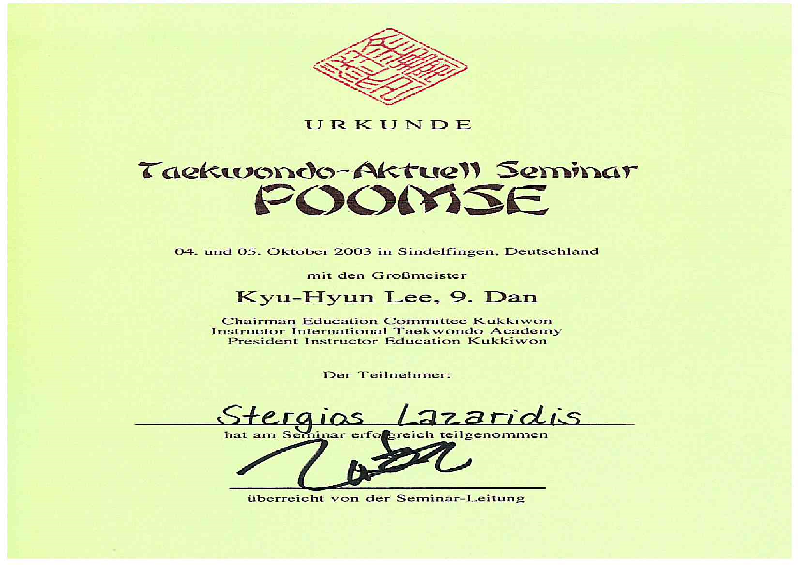 URKUNDE
Taekwondo-Aktuell Seminar
POOMSE
04. und 05. Oktober 2003 in Sindelfingen, Deutschland
mit den Großmeister
Kyu-Hyun Lee, 9. Dan
Chairman Education Committee Kukkiwon
Instructor International Taekwondo Academy
President Instructor Education Kukkiwon
Der Teilnehmer:
Stergios Lazaridis
hat am Seminar erfolgreich teilgenommen
überreicht von der Seminar-Leitung